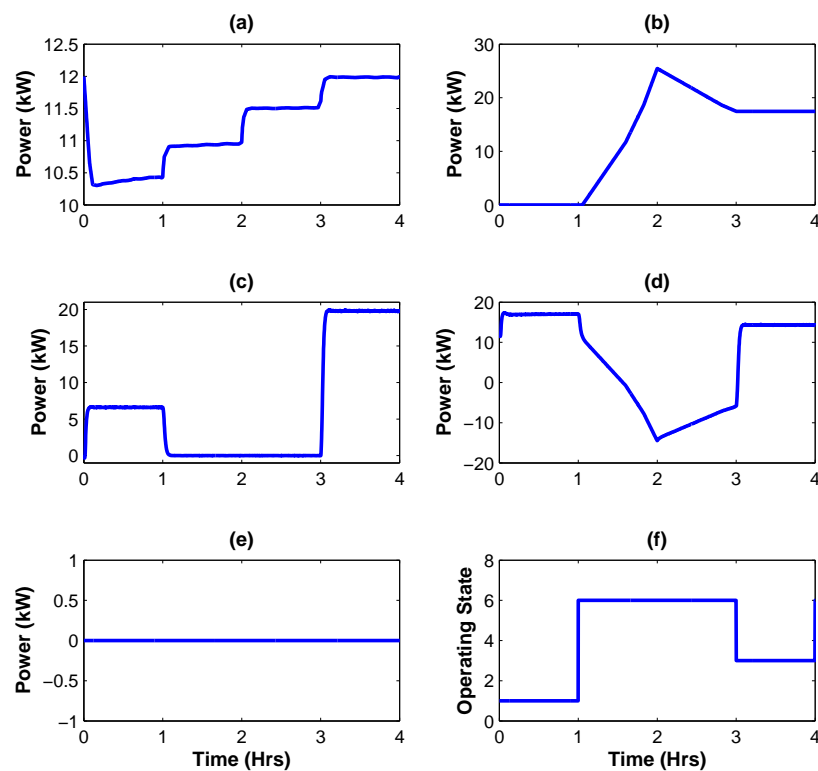 (a)
Power (kW)
12.5
12
11.5
11
10.5
10
0 1 2 3 4
(b)
Power (kW)
30
20
10
0
0 1 2 3 4
(c)
Power (kW)
20
15
10
5
0
0 1 2 3 4
(d)
Power (kW)
20
10
0
−10
−20
0 1 2 3 4
(e)
Power (kW)
1
0.5
0
−0.5
−1
0 1 2 3 4
Time (Hrs)
(f)
Operating State
8
6
4
2
0
0 1 2 3 4
Time (Hrs)